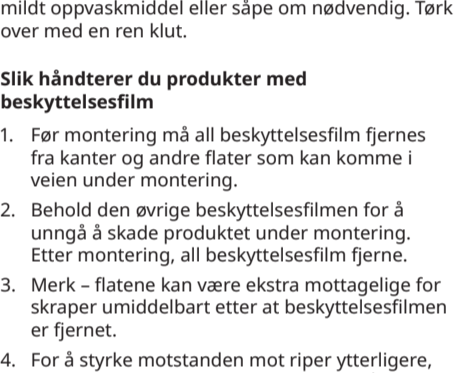 mildt oppvaskmiddel eller såpe om nødvendig. Tørk
over med en ren klut.
Slik håndterer du produkter med
beskyttelsesfilm
1. Før montering må all beskyttelsesfilm fjernes
fra kanter og andre flater som kan komme i
veien under montering.
2. Behold den øvrige beskyttelsesfilmen for å
unngå å skade produktet under montering.
Etter montering, all beskyttelsesfilm fjerne.
3. Merk – flatene kan være ekstra mottagelige for
skraper umiddelbart etter at beskyttelsesfilmen
er fjernet.
4. For å styrke motstanden mot riper ytterligere,